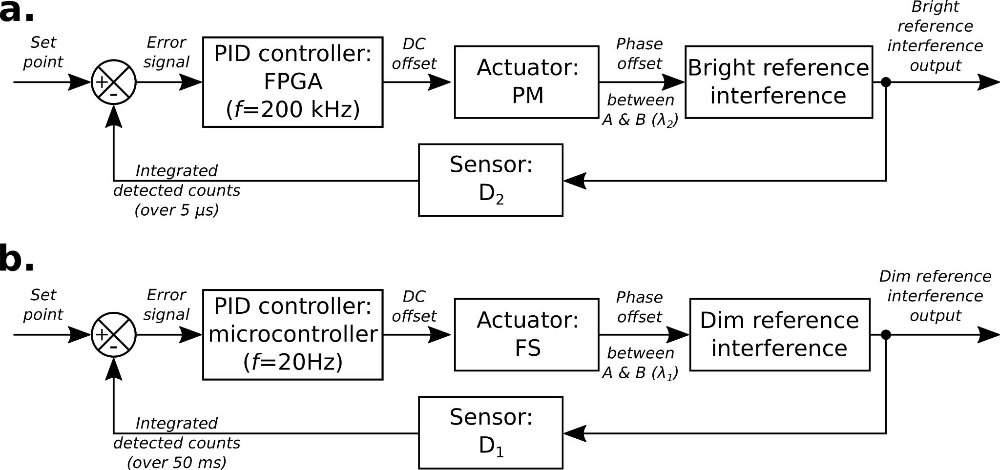 a.
Set
point
+
-
Error
signal
PID controller:
FPGA
(f=200 kHz)
DC
offset
Actuator:
PM
Phase
offset
between
A & B (λ₂)
Bright reference
interference
Bright
reference
interference
output
Sensor:
D₂
Integrated
detected counts
(over 5 μs)
b.
Set
point
+
-
Error
signal
PID controller:
microcontroller
(f=20Hz)
DC
offset
Actuator:
FS
Phase
offset
between
A & B (λ₁)
Dim reference
interference
Dim reference
interference
output
Sensor:
D₁
Integrated
detected counts
(over 50 ms)